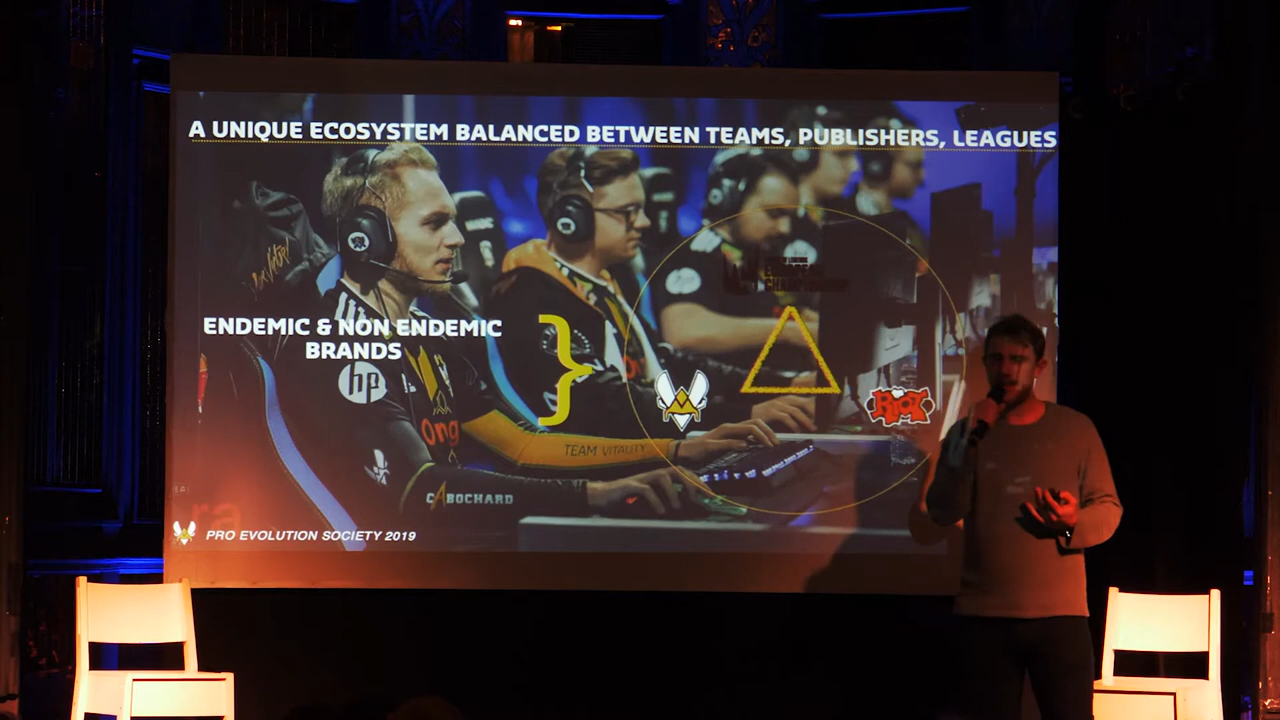 A UNIQUE ECOSYSTEM BALANCED BETWEEN TEAMS, PUBLISHERS, LEAGUES
ENDEMIC & NON ENDEMIC
BRANDS
hp
RIOT
TEAM VITALITY
CABOCHARD
PRO EVOLUTION SOCIETY 2019